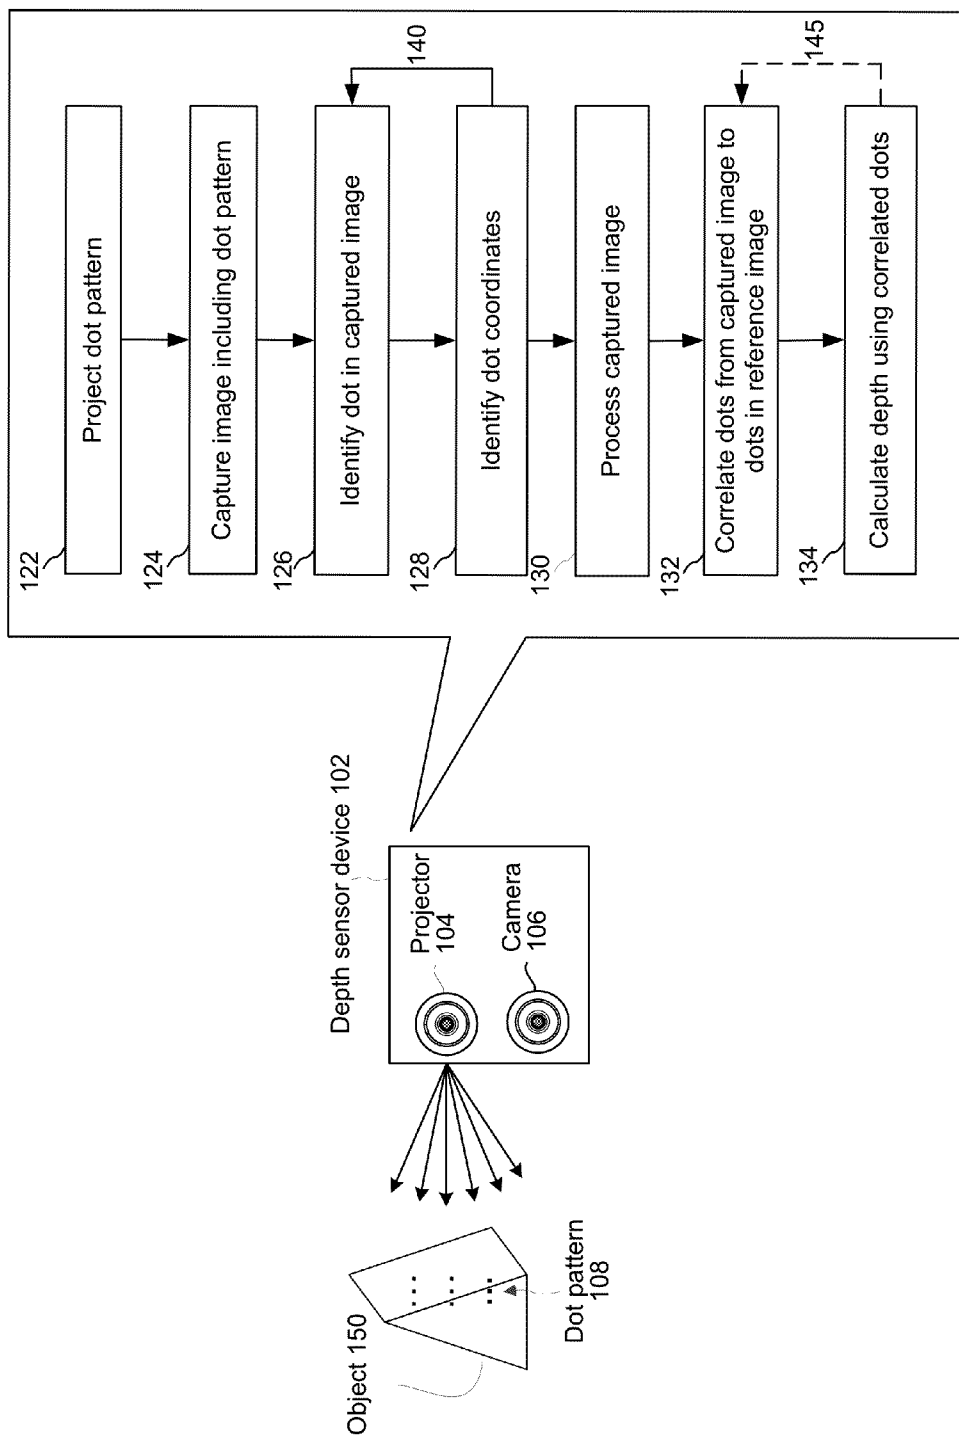 Object 150
Dot pattern
108
Depth sensor device 102
Projector
104
Camera
106
122
Project dot pattern
124
Capture image including dot pattern
126
Identify dot in captured image
140
128
Identify dot coordinates
130
Process captured image
132
Correlate dots from captured image to
dots in reference image
145
134
Calculate depth using correlated dots